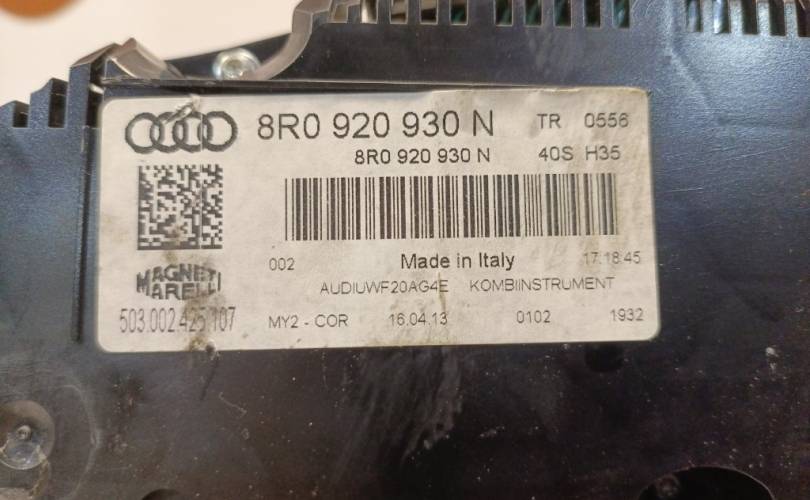 8R0 920 930 N TR 0556
8R0 920 930 N 40S H35
002 Made in Italy 17:18:45
MAGNETI MARELLI
AUDIUWF20AG4E KOMBIINSTRUMENT
503.002.425.107 MY2 - COR 16.04.13 0102 1932